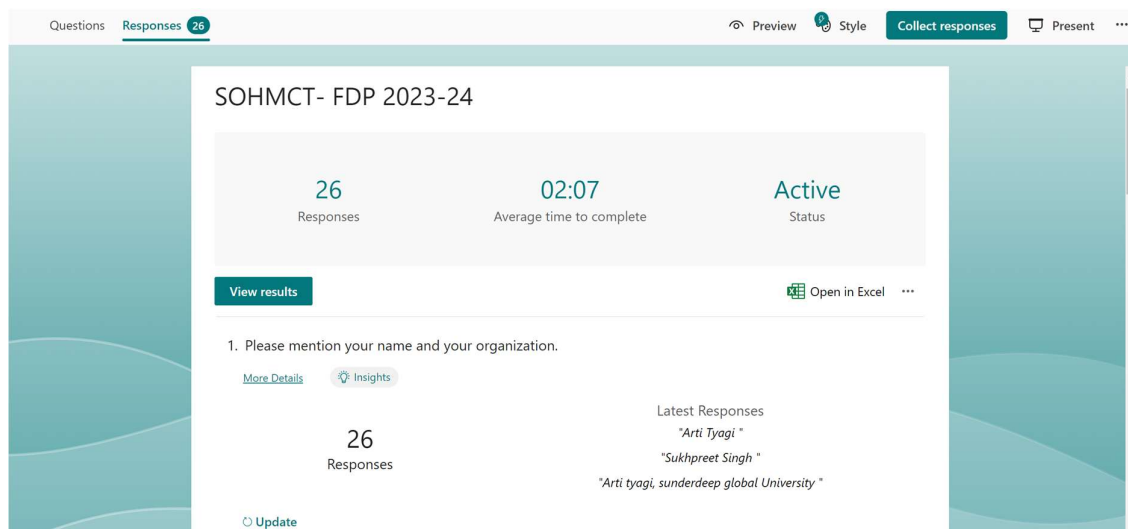 Questions Responses 26 Preview Style Collect responses Present ...
SOHMCT- FDP 2023-24
26 02:07 Active
Responses Average time to complete Status
View results Open in Excel ...
1. Please mention your name and your organization.
More Details Insights
Latest Responses
26 "Arti Tyagi "
Responses "Sukhpreet Singh "
"Arti tyagi, sunderdeep global University "
Update